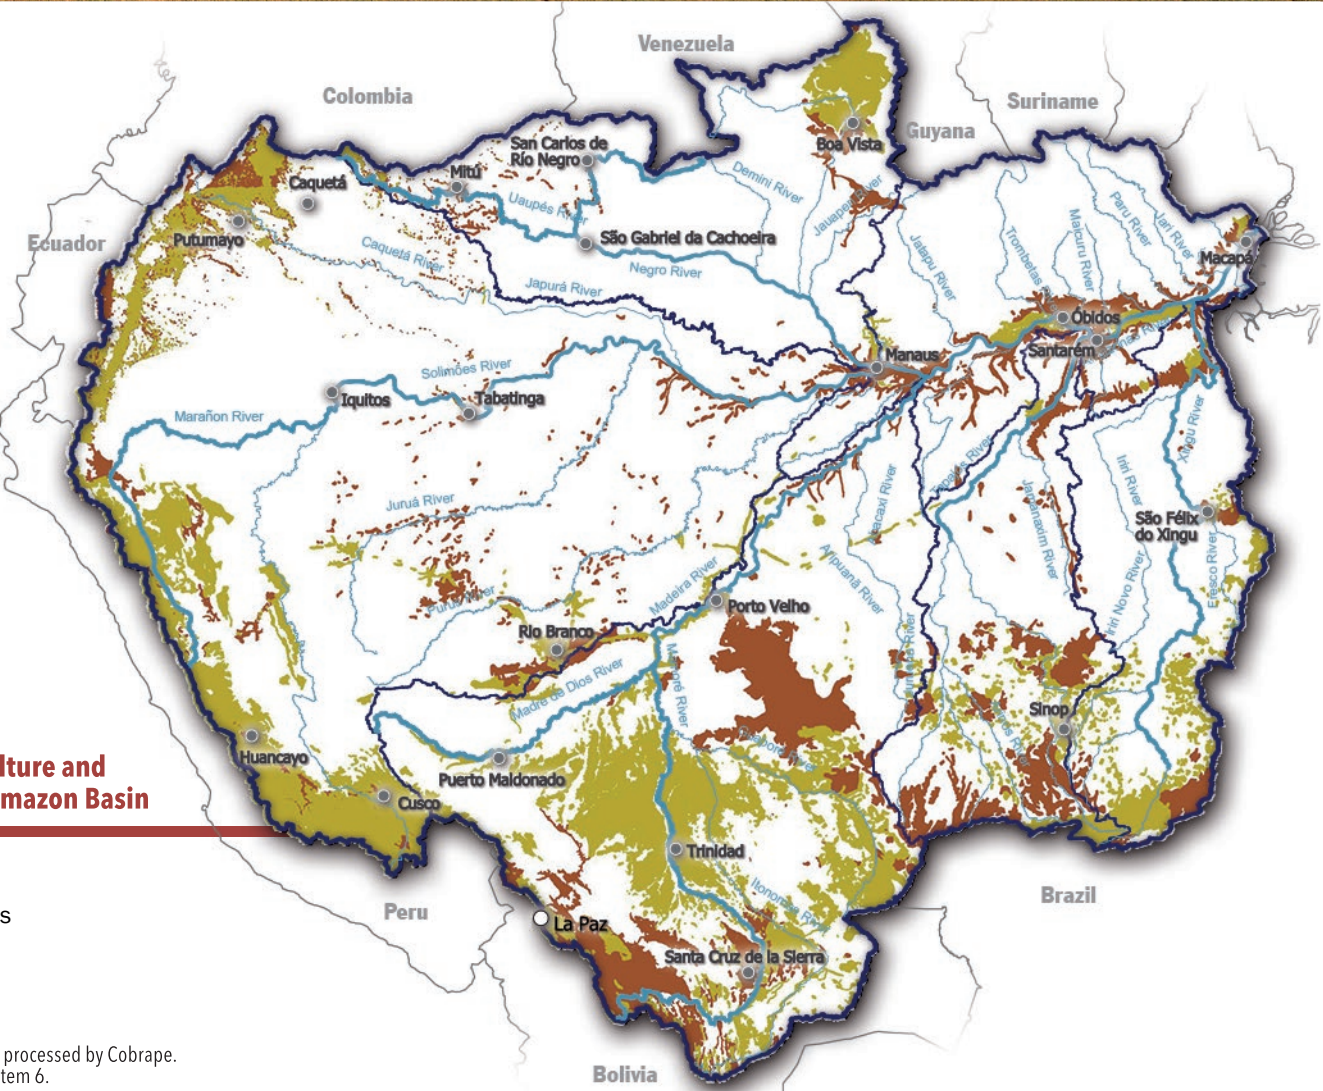 Venezuela
Colombia
Suriname
Guyana
San Carlos de
Río Negro
Boa Vista
Mitú
Demini River
Caquetá
Uaupés River
Jauaperi River
Paru River
Jari River
Maicuru River
Trombetas
Ecuador
Putumayo
São Gabriel da Cachoeira
Jatapu River
Macapá
Caquetá River
Negro River
Japurá River
Óbidos
Santarém
Manaus
Solimões River
Iquitos
Tabatinga
Marañon River
Xingu River
Iriri River
Juruá River
São Félix
do Xingu
Aripuanã River
Madeira River
Eresco River
Iriri Novo River
Purus River
Porto Velho
Rio Branco
Madre de Dios River
Mamoré River
Sinop
Huancayo
Puerto Maldonado
lture and
mazon Basin
Cusco
Trinidad
Peru
Brazil
s
La Paz
Santa Cruz de la Sierra
processed by Cobrape.
tem 6.
Bolivia